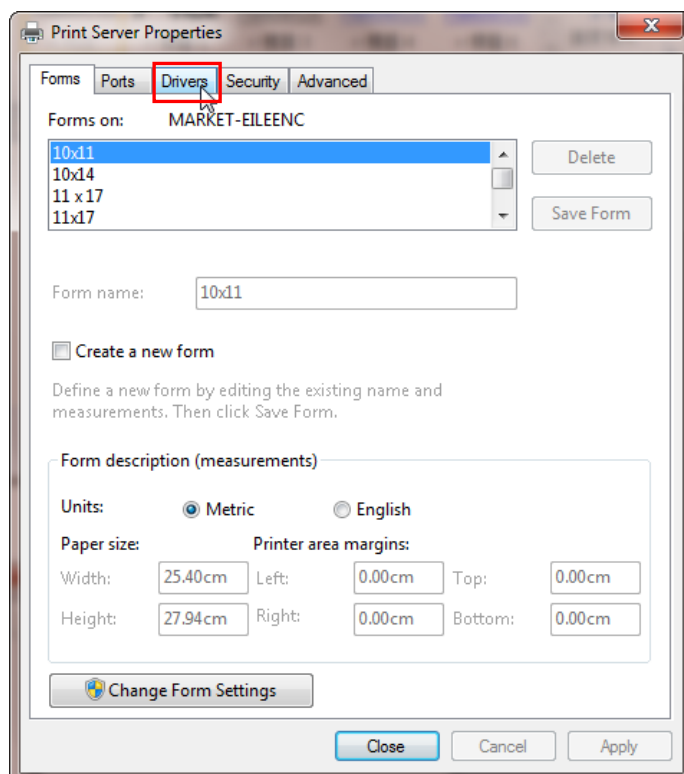 Print Server Properties
Forms Ports Drivers Security Advanced
Forms on: MARKET-EILEENC
10x11
10x14
11 x 17
11x17
Delete
Save Form
Form name: 10x11
Create a new form
Define a new form by editing the existing name and
measurements. Then click Save Form.
Form description (measurements)
Units: Metric English
Paper size: Printer area margins:
Width: 25.40cm Left: 0.00cm Top: 0.00cm
Height: 27.94cm Right: 0.00cm Bottom: 0.00cm
Change Form Settings
Close Cancel Apply